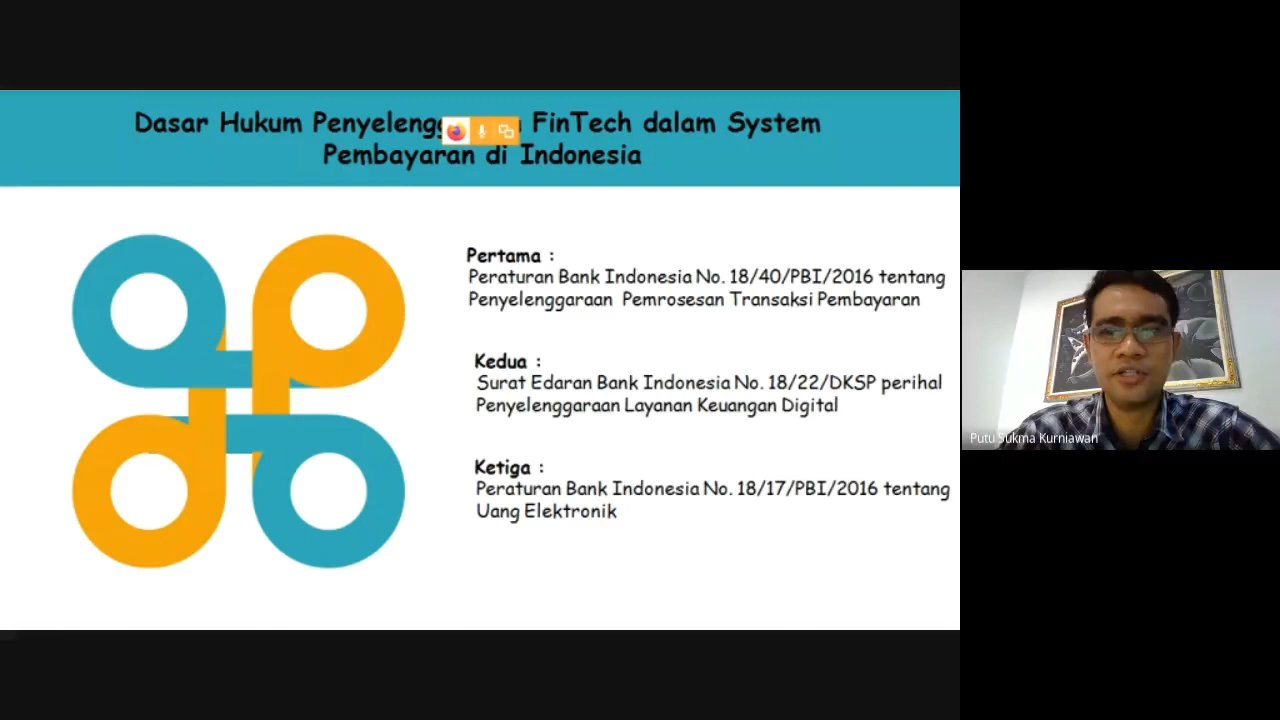 Dasar Hukum FinTech dalam System
Pembayaran di Indonesia
Pertama :
Peraturan Bank Indonesia No. 18/40/PBI/2016 tentang
Penyelenggaraan Pemrosesan Transaksi Pembayaran
Kedua :
Surat Edaran Bank Indonesia No. 18/22/DKSP perihal
Penyelenggaraan Layanan Keuangan Digital
Ketiga :
Peraturan Bank Indonesia No. 18/17/PBI/2016 tentang
Uang Elektronik
Putu Sukma Kurniawan